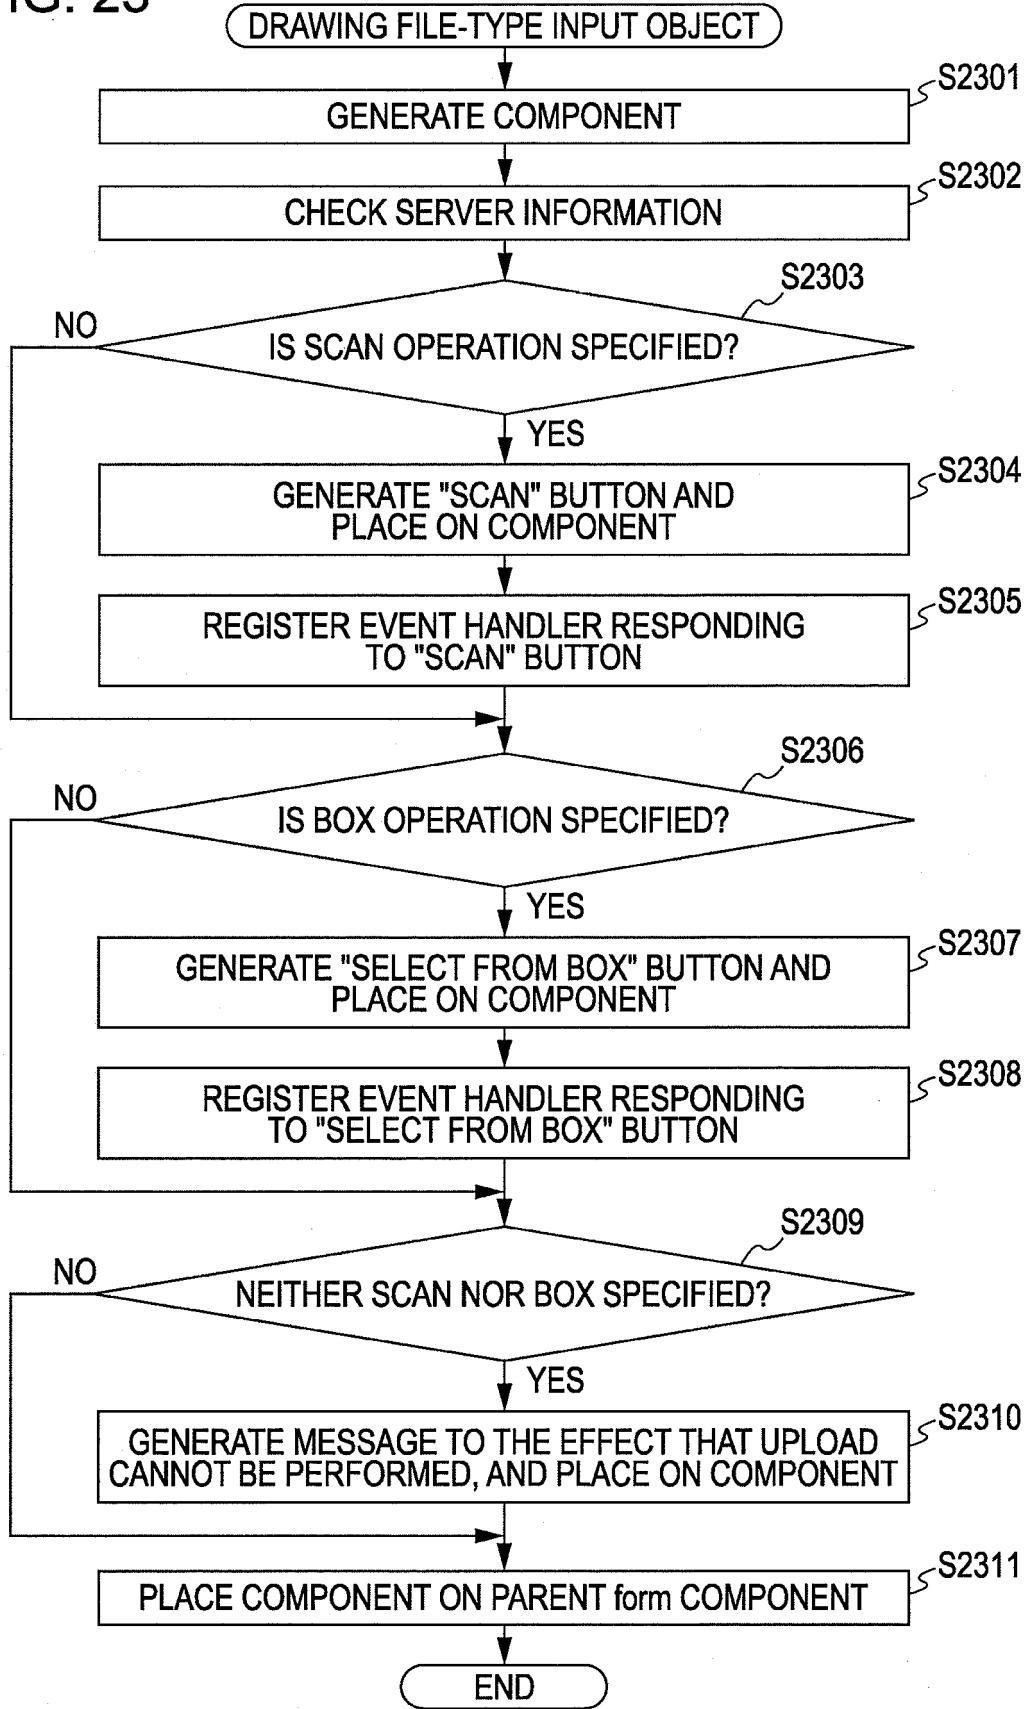 IG. 23
DRAWING FILE-TYPE INPUT OBJECT
S2301
GENERATE COMPONENT
S2302
CHECK SERVER INFORMATION
S2303
NO
IS SCAN OPERATION SPECIFIED?
YES
S2304
GENERATE "SCAN" BUTTON AND
PLACE ON COMPONENT
S2305
REGISTER EVENT HANDLER RESPONDING
TO "SCAN" BUTTON
S2306
NO
IS BOX OPERATION SPECIFIED?
YES
S2307
GENERATE "SELECT FROM BOX" BUTTON AND
PLACE ON COMPONENT
S2308
REGISTER EVENT HANDLER RESPONDING
TO "SELECT FROM BOX" BUTTON
S2309
NO
NEITHER SCAN NOR BOX SPECIFIED?
YES
S2310
GENERATE MESSAGE TO THE EFFECT THAT UPLOAD
CANNOT BE PERFORMED, AND PLACE ON COMPONENT
S2311
PLACE COMPONENT ON PARENT form COMPONENT
END